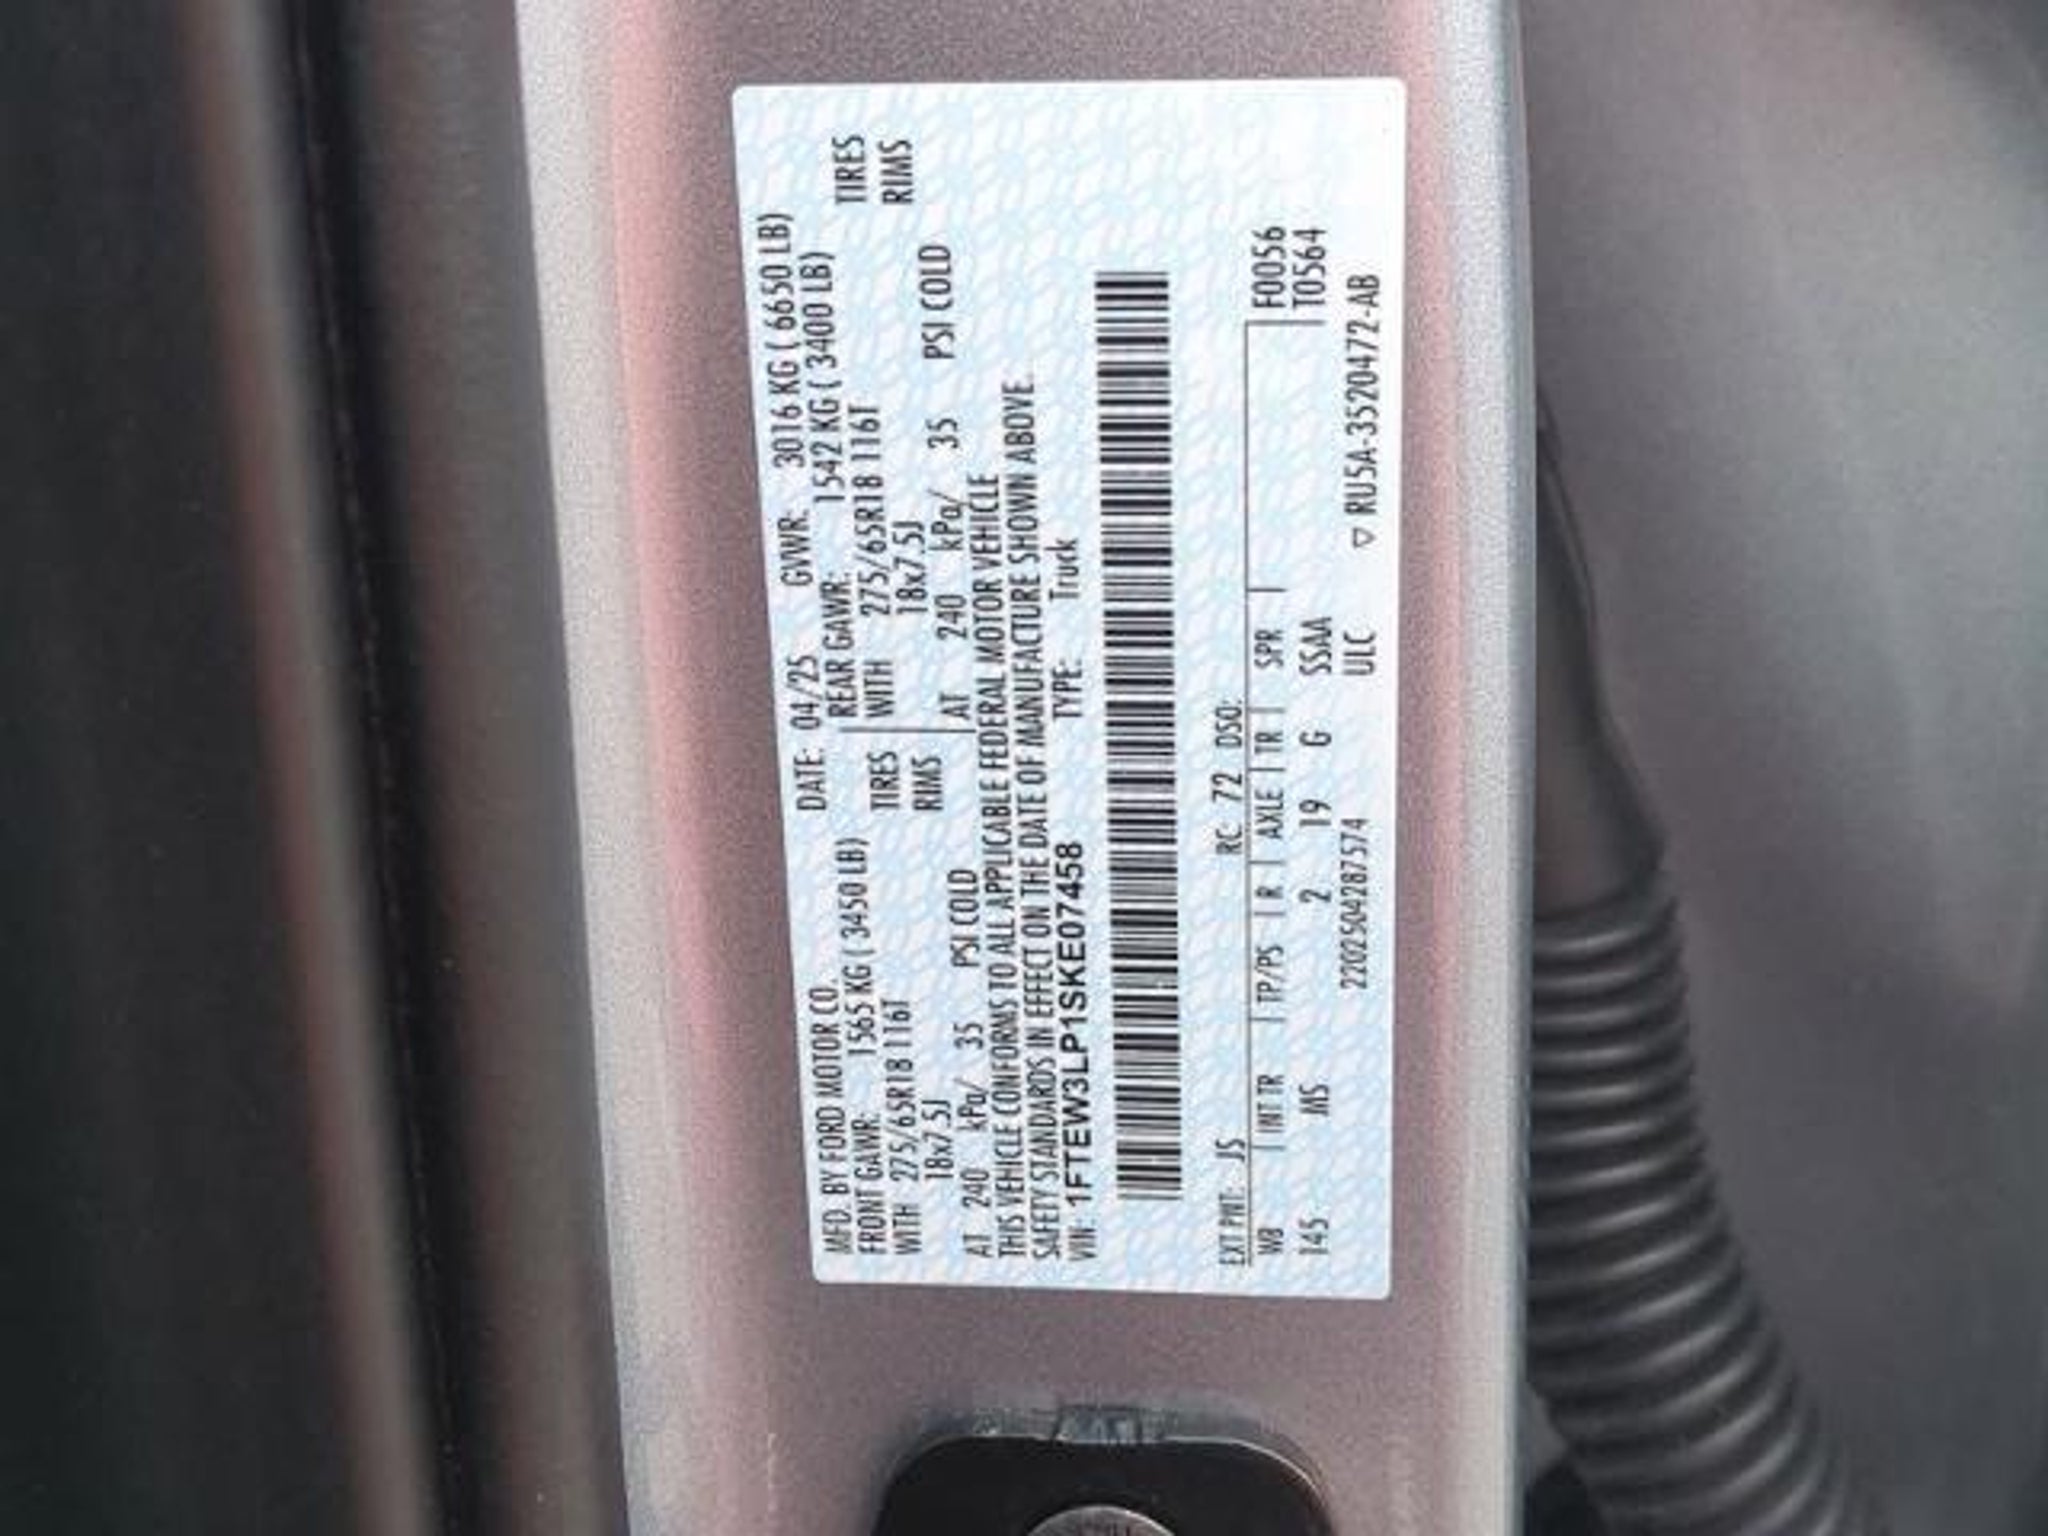 MFD. BY FORD MOTOR CO.
DATE: 04/25 GVWR: 3016 KG ( 6650 LB)
FRONT GAWR: 1565 KG ( 3450 LB)
WITH 275/65R18 116T TIRES
18x7.5J RIMS
AT 240 kPa/ 35 PSI COLD
REAR GAWR: 1542 KG ( 3400 LB)
WITH 275/65R18 116T TIRES
18x7.5J RIMS
AT 240 kPa/ 35 PSI COLD
THIS VEHICLE CONFORMS TO ALL APPLICABLE FEDERAL MOTOR VEHICLE
SAFETY STANDARDS IN EFFECT ON THE DATE OF MANUFACTURE SHOWN ABOVE.
VIN: 1FTEW3LP1SKE07458 TYPE: Truck
EXT PNT: JS RC: 72 DSO:
WB | INT TR | TP/PS | R | AXLE | TR | SPR | F0056
145 MS 2 19 G SSAA T0564
220250428​7574 ULC ▽ RU5A-3520472-AB